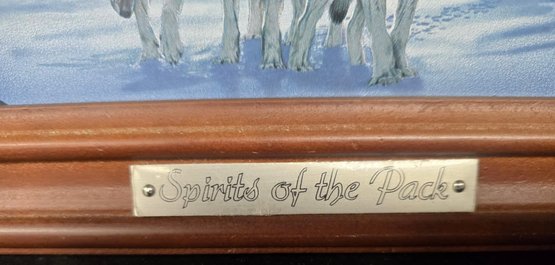 Spirits of the Pack